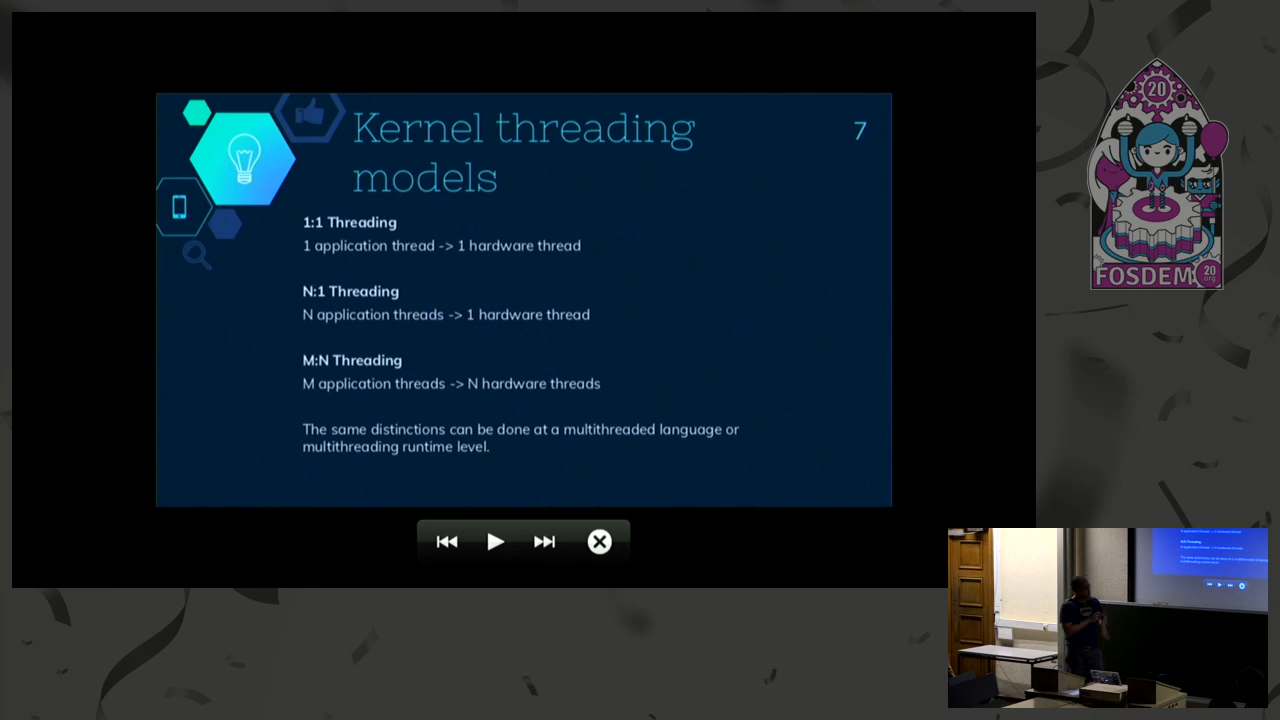 Kernel threading
models
7
1:1 Threading
1 application thread -> 1 hardware thread
N:1 Threading
N application threads -> 1 hardware thread
M:N Threading
M application threads -> N hardware threads
The same distinctions can be done at a multithreaded language or
multithreading runtime level.
20
FOSDEM
20
.org